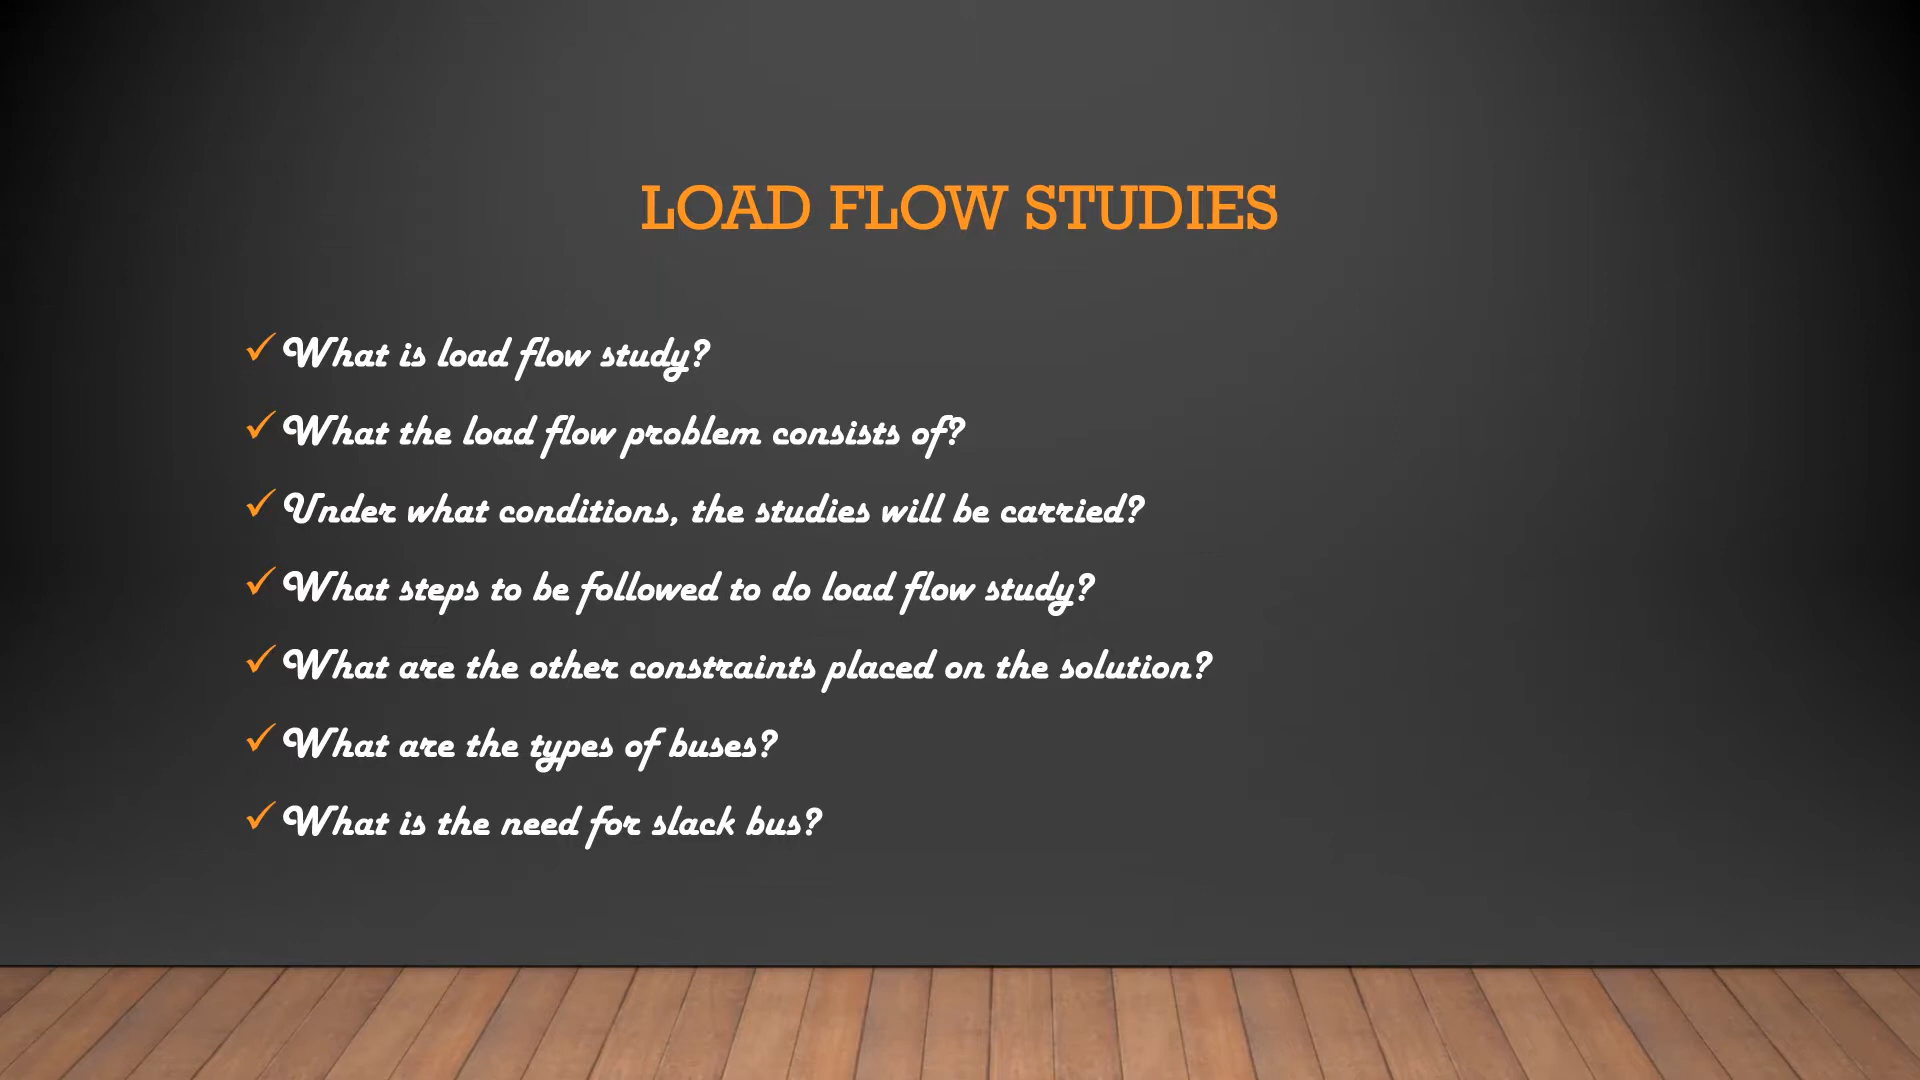 LOAD FLOW STUDIES
✓ What is load flow study?
✓ What the load flow problem consists of?
✓ Under what conditions, the studies will be carried?
✓ What steps to be followed to do load flow study?
✓ What are the other constraints placed on the solution?
✓ What are the types of buses?
✓ What is the need for slack bus?